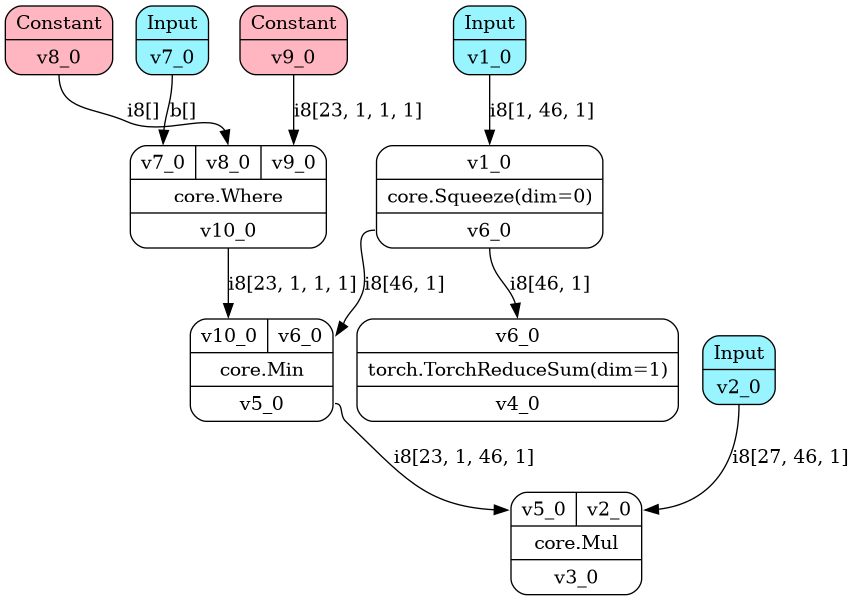 Constant
v8_0
Input
v7_0
Constant
v9_0
Input
v1_0
i8[]
b[]
i8[23, 1, 1, 1]
i8[1, 46, 1]
v7_0 v8_0 v9_0
core.Where
v10_0
v1_0
core.Squeeze(dim=0)
v6_0
i8[23, 1, 1, 1]
i8[46, 1]
i8[46, 1]
v10_0 v6_0
core.Min
v5_0
v6_0
torch.TorchReduceSum(dim=1)
v4_0
Input
v2_0
i8[23, 1, 46, 1]
i8[27, 46, 1]
v5_0 v2_0
core.Mul
v3_0